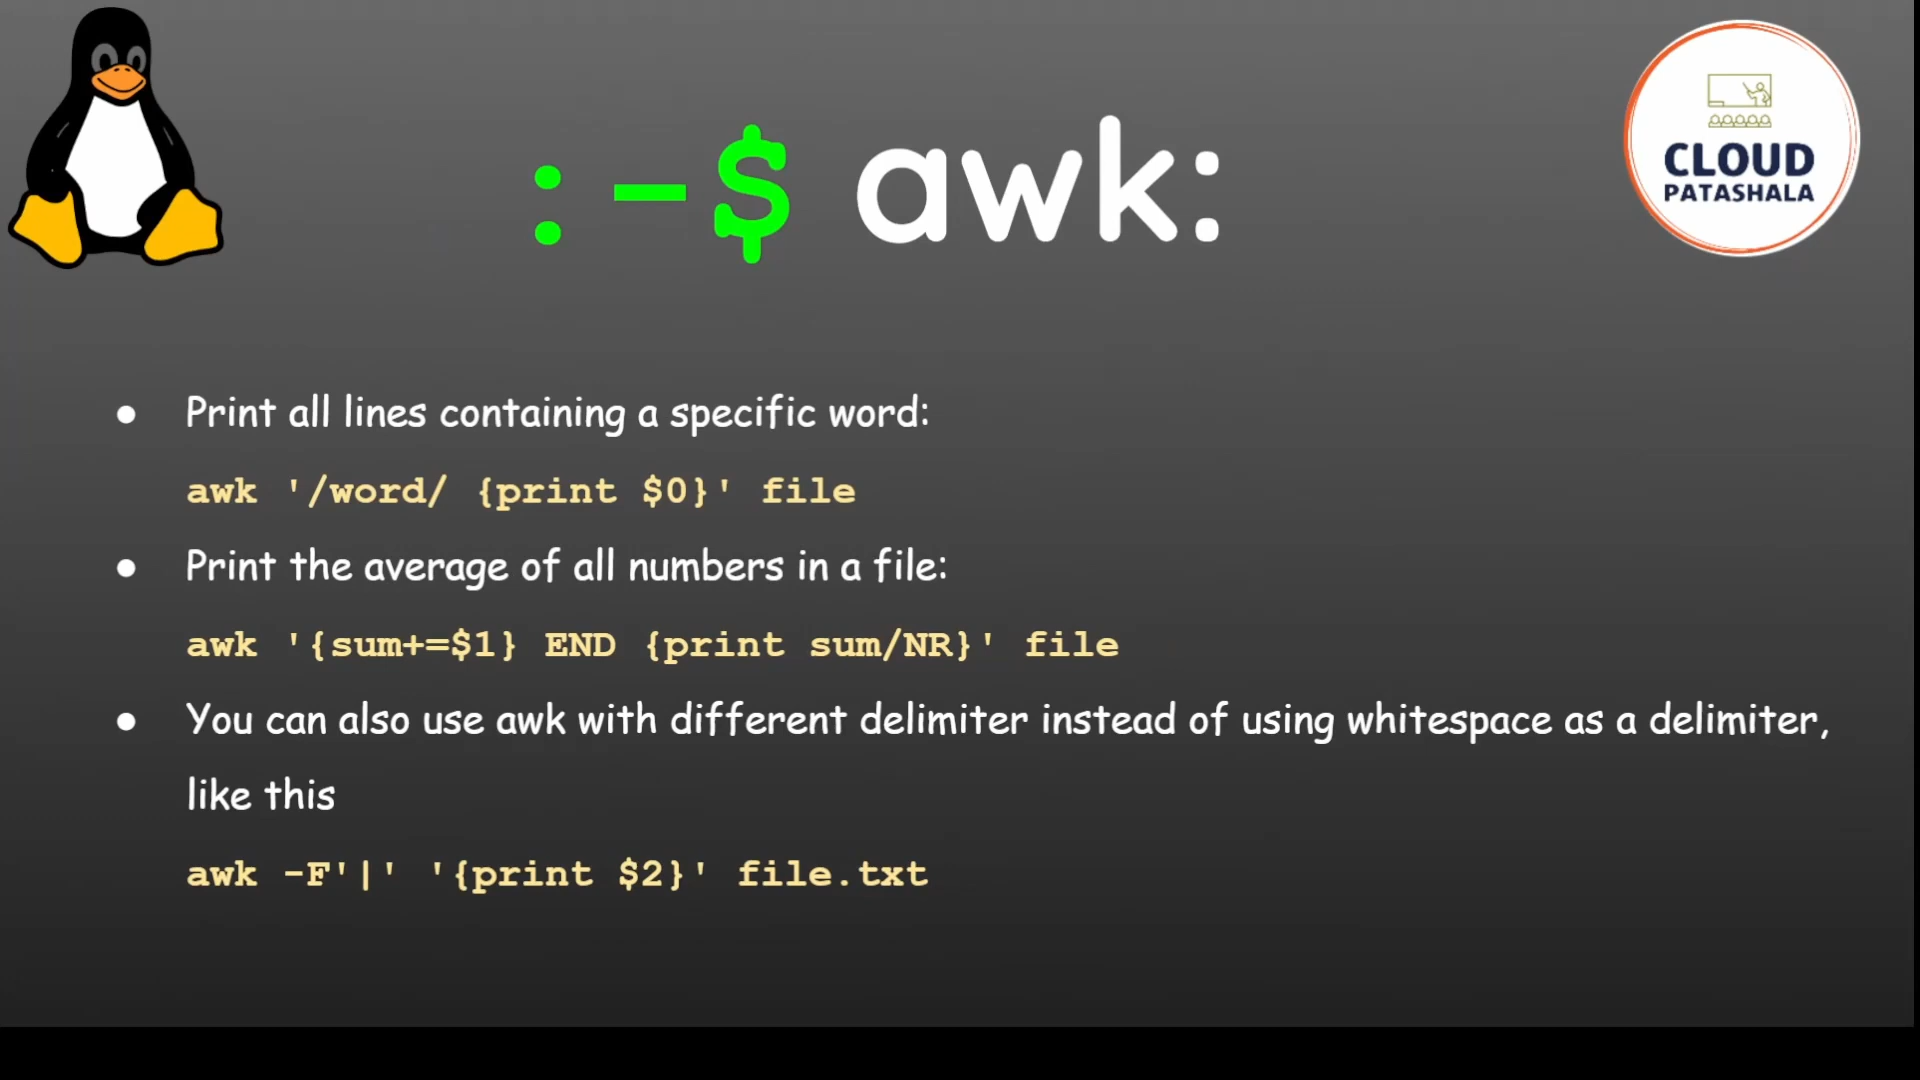 :-$ awk:
CLOUD
PATASHALA
● Print all lines containing a specific word:
awk '/word/ {print $0}' file
● Print the average of all numbers in a file:
awk '{sum+=$1} END {print sum/NR}' file
● You can also use awk with different delimiter instead of using whitespace as a delimiter,
like this
awk -F'|' '{print $2}' file.txt